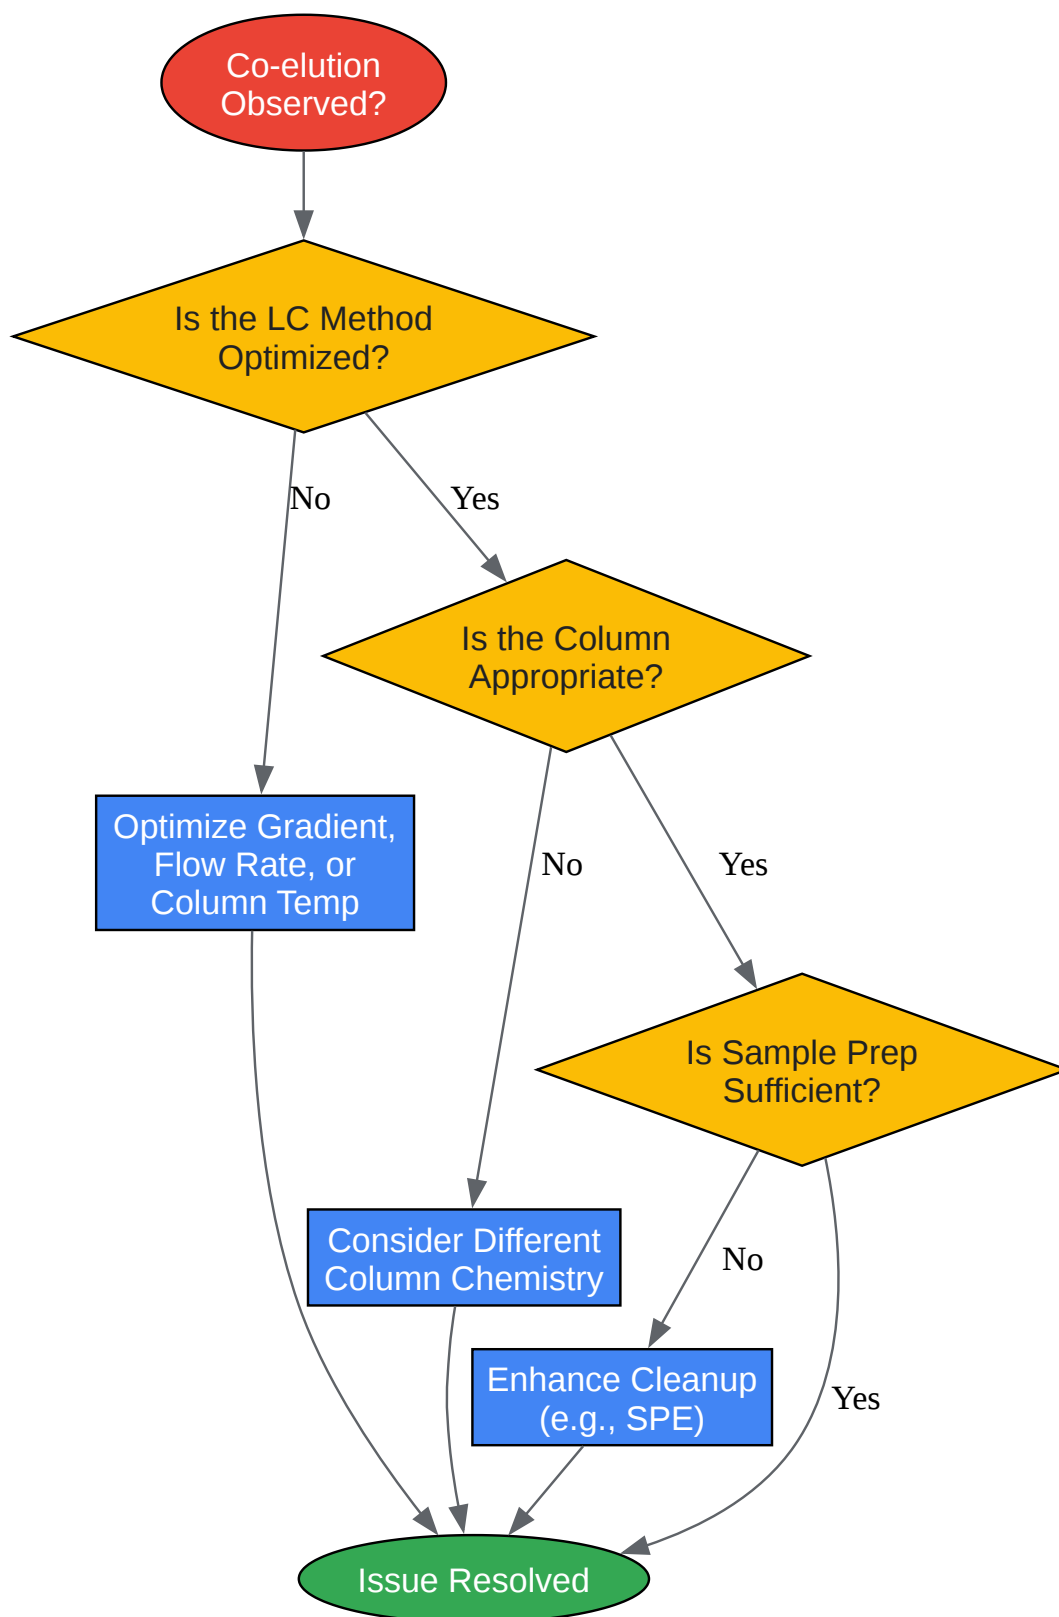 Co-elution
Observed?
Is the LC Method
Optimized?
No
Yes
Is the Column
Appropriate?
Optimize Gradient,
Flow Rate, or
Column Temp
No
Yes
Is Sample Prep
Sufficient?
Consider Different
Column Chemistry
No
Enhance Cleanup
(e.g., SPE)
Yes
Issue Resolved